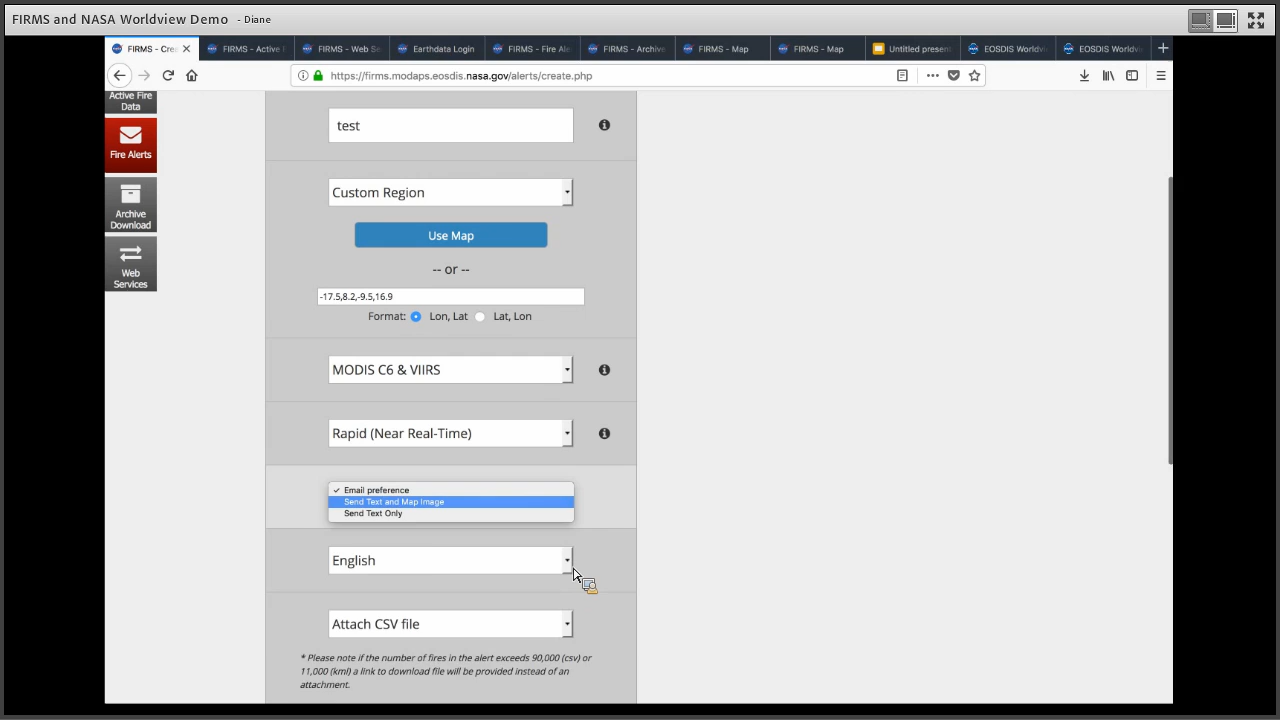 FIRMS and NASA Worldview Demo - Diane
FIRMS - Cre
FIRMS - Active F
FIRMS - Web Se
Earthdata Login
FIRMS - Fire Ale
FIRMS - Archive
FIRMS - Map
FIRMS - Map
Untitled present
EOSDIS Worldvi
EOSDIS Worldvi
https://firms.modaps.eosdis.nasa.gov/alerts/create.php
Active Fire
Data
Fire Alerts
Archive
Download
Web
Services
test
Custom Region
Use Map
-- or --
-17.5,8.2,-9.5,16.9
Format: Lon, Lat Lat, Lon
MODIS C6 & VIIRS
Rapid (Near Real-Time)
✓ Email preference
Send Text and Map Image
Send Text Only
English
Attach CSV file
* Please note if the number of fires in the alert exceeds 90,000 (csv) or
11,000 (kml) a link to download file will be provided instead of an
attachment.